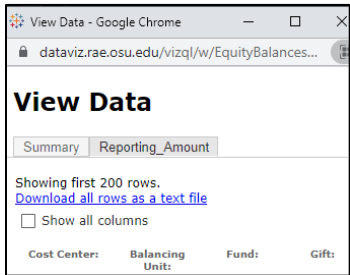 View Data - Google Chrome
dataviz.rae.osu.edu/vizql/w/EquityBalances...
View Data
Summary Reporting_Amount
Showing first 200 rows.
Download all rows as a text file
Show all columns
Cost Center: Balancing Unit: Fund: Gift: